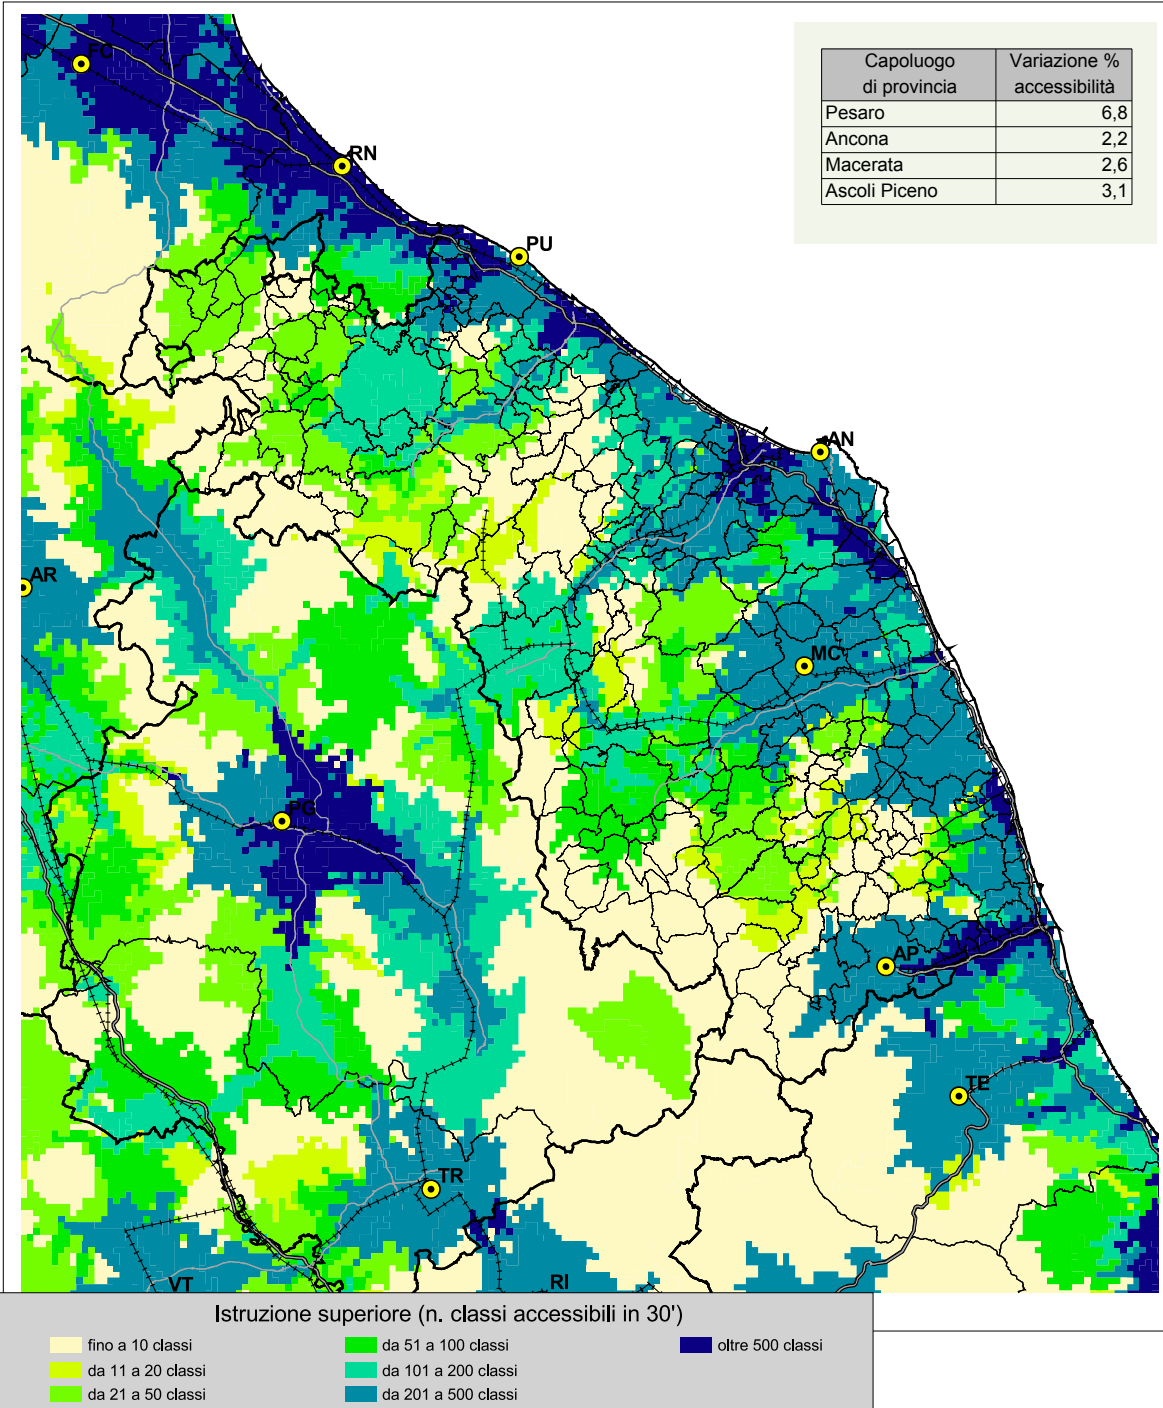 Capoluogo di provincia Variazione % accessibilità
Pesaro 6,8
Ancona 2,2
Macerata 2,6
Ascoli Piceno 3,1
FC
RN
PU
AN
AR
MC
PG
AP
TE
TR
VT
RI
Istruzione superiore (n. classi accessibili in 30')
fino a 10 classi
da 11 a 20 classi
da 21 a 50 classi
da 51 a 100 classi
da 101 a 200 classi
da 201 a 500 classi
oltre 500 classi